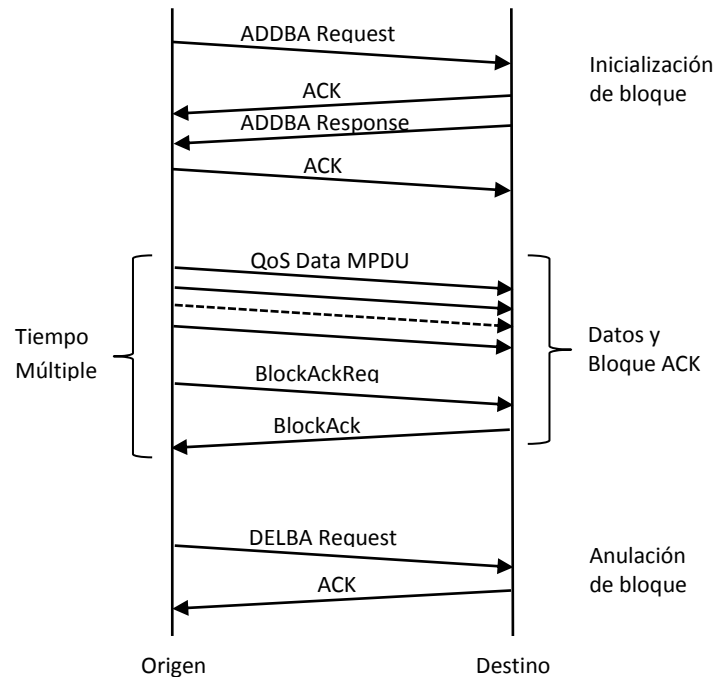 ADDBA Request
Inicialización
de bloque
ACK
ADDBA Response
ACK
QoS Data MPDU
Tiempo
Múltiple
Datos y
Bloque ACK
BlockAckReq
BlockAck
DELBA Request
Anulación
de bloque
ACK
Origen
Destino